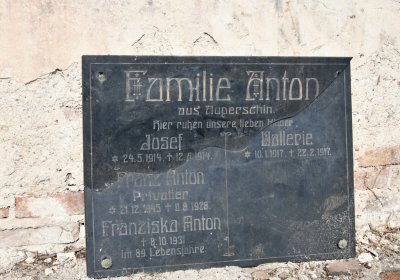 Familie Anton
aus Auperschin.
Hier ruhen unsere lieben Kinder
Josef Wallerie
* 24.5.1914. † 12.8.1914. * 10.1.1917. † 22.2.1917.
Franz Anton
Privatier
* 21.12.1845 † 8.8.1928
Franziska Anton
† 8.10.1931
im 89. Lebensjahre.